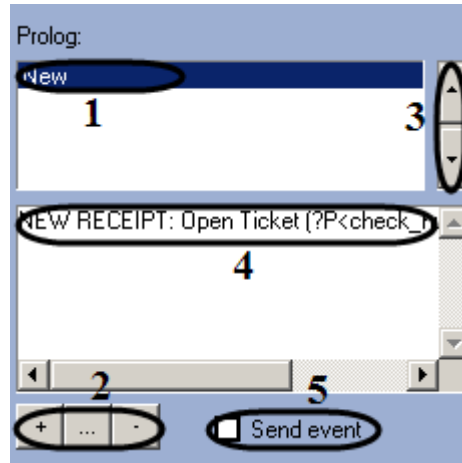 Prolog:
New
1
3
NEW RECEIPT: Open Ticket (?P<check_
4
2
5
+ ... -
Send event